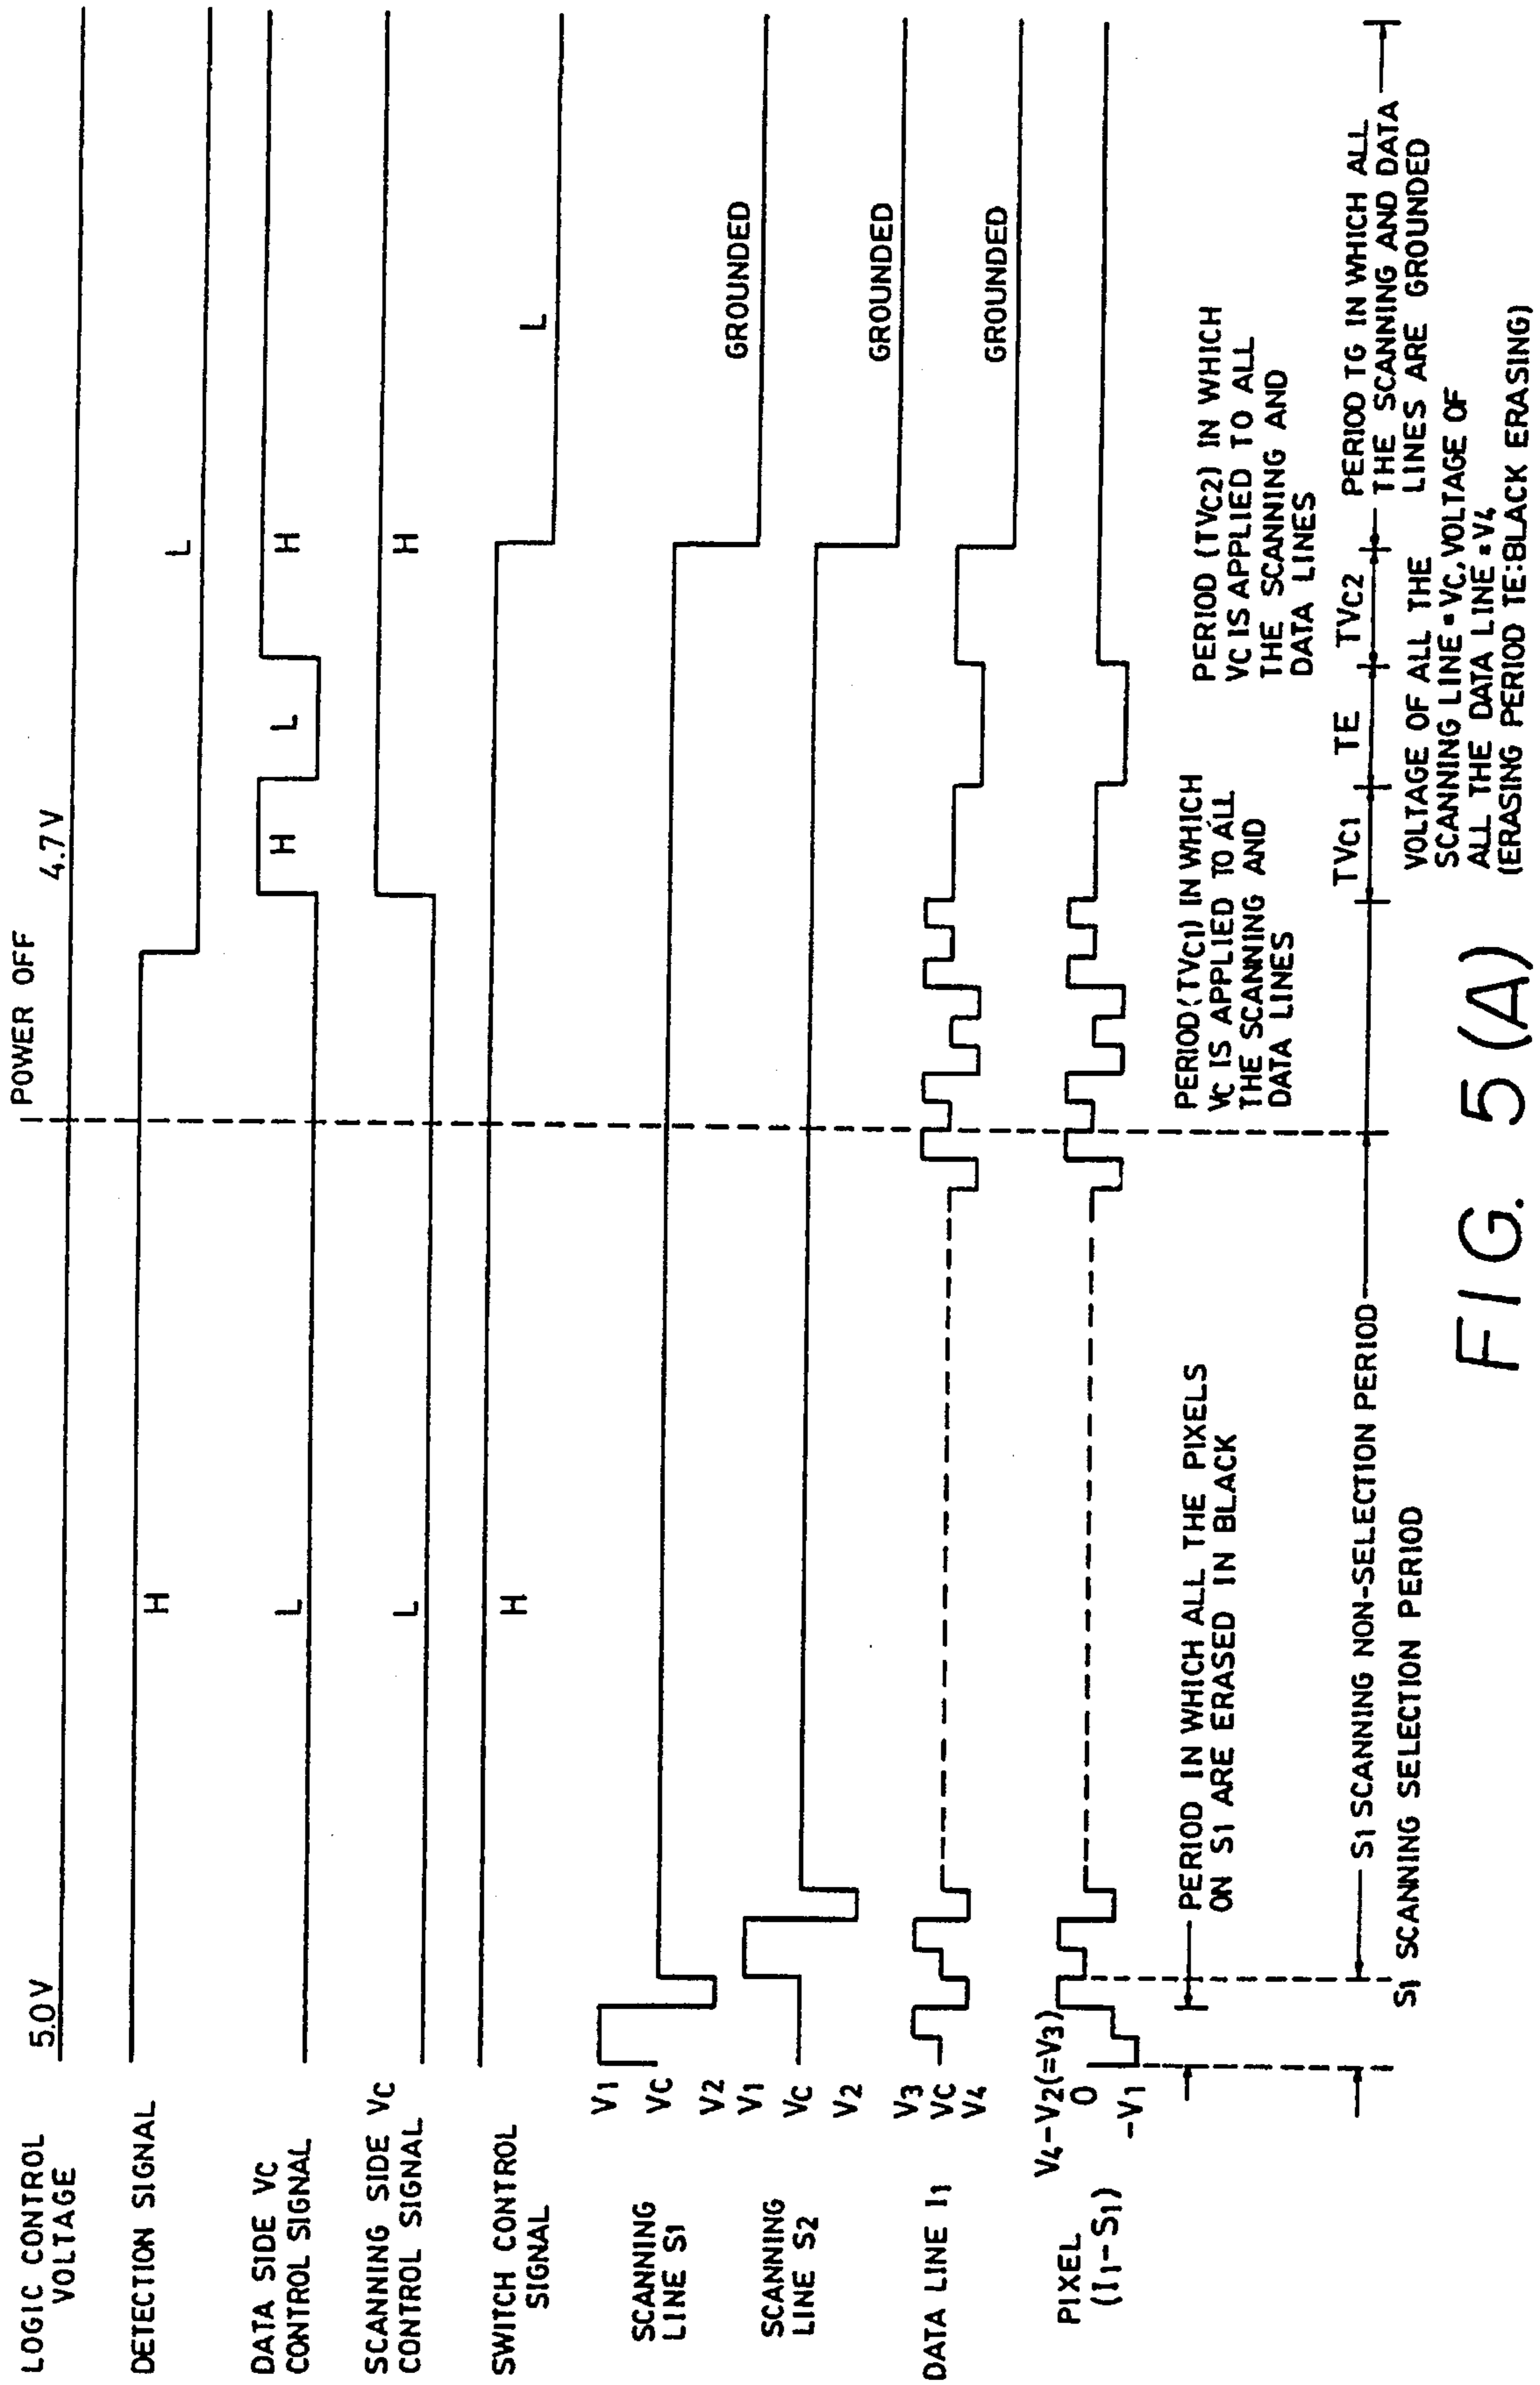 POWER OFF
5.0V
4.7V
LOGIC CONTROL
VOLTAGE
DETECTION SIGNAL
H
L
DATA SIDE VC
CONTROL SIGNAL
L
H
L
H
SCANNING SIDE VC
CONTROL SIGNAL
L
H
SWITCH CONTROL
SIGNAL
H
L
SCANNING
LINE S1
V1
VC
V2
GROUNDED
SCANNING
LINE S2
V1
VC
V2
GROUNDED
DATA LINE I1
V3
VC
V4
GROUNDED
PIXEL
(I1-S1)
V4-V2(=V3)
0
-V1
PERIOD IN WHICH ALL THE PIXELS
ON S1 ARE ERASED IN BLACK
PERIOD(TVC1) IN WHICH
VC IS APPLIED TO ALL
THE SCANNING AND
DATA LINES
PERIOD (TVC2) IN WHICH
VC IS APPLIED TO ALL
THE SCANNING AND
DATA LINES
S1 SCANNING NON-SELECTION PERIOD
TVC1
TE
TVC2
PERIOD TG IN WHICH ALL
THE SCANNING AND DATA
LINES ARE GROUNDED
S1 SCANNING SELECTION PERIOD
VOLTAGE OF ALL THE
SCANNING LINE=VC, VOLTAGE OF
ALL THE DATA LINE=V4
(ERASING PERIOD TE:BLACK ERASING)
FIG. 5(A)